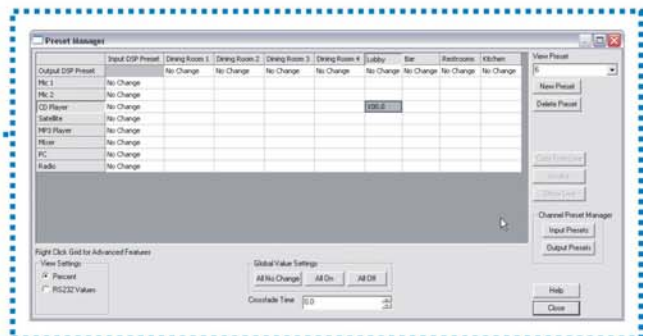 Preset Manager
Input DSP Preset Dining Room 1 Dining Room 2 Dining Room 3 Dining Room 4 Lobby Bar Restrooms Kitchen
Output DSP Preset No Change No Change No Change No Change No Change No Change No Change No Change
Mic 1 No Change
Mic 2 No Change
CD Player No Change 100.0
Satellite No Change
MP3 Player No Change
Mixer No Change
PC No Change
Radio No Change
View Preset
6
New Preset
Delete Preset
Channel Preset Manager
Input Presets
Output Presets
Right Click Grid for Advanced Features
View Settings
Percent
RS232 Values
Global Value Settings
All No Change All On All Off
Crossfade Time 0.0
Help
Close